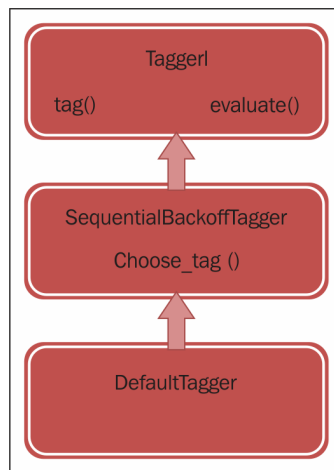 TaggerI
tag() evaluate()
SequentialBackoffTagger
Choose_tag ()
DefaultTagger